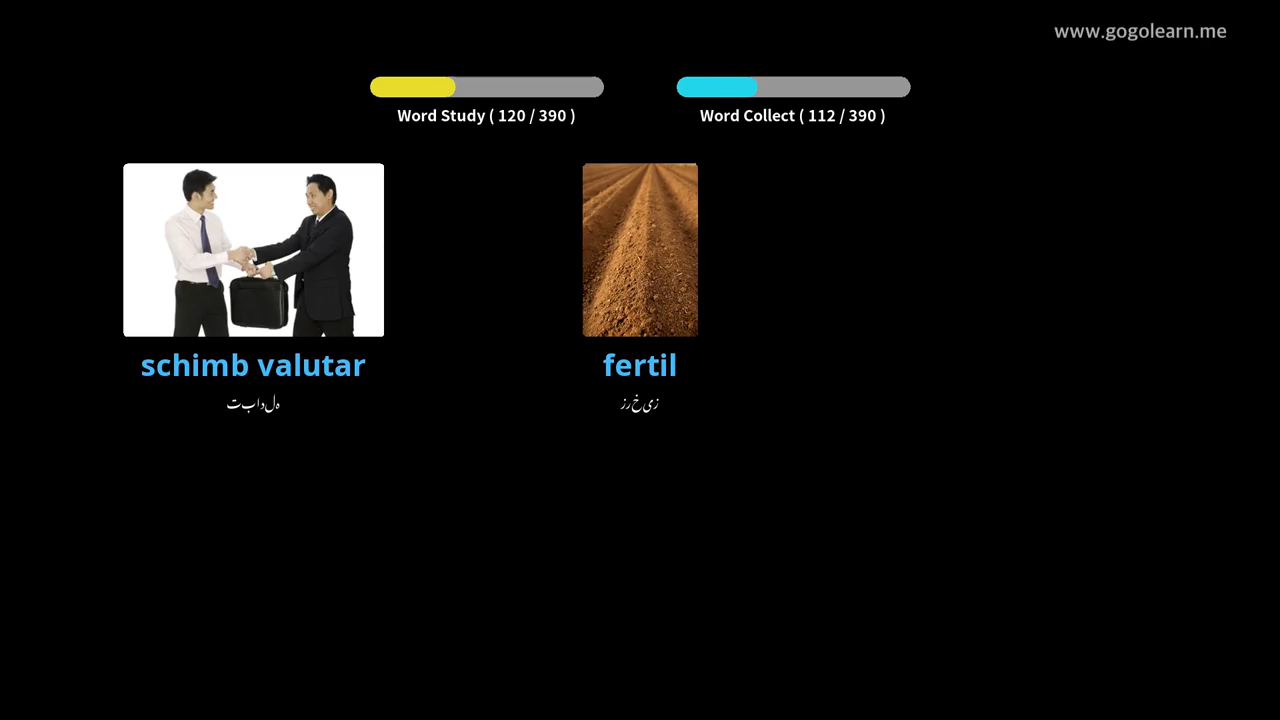 www.gogolearn.me
Word Study ( 120 / 390 )
Word Collect ( 112 / 390 )
schimb valutar
تبادلہ
fertil
زرخیز